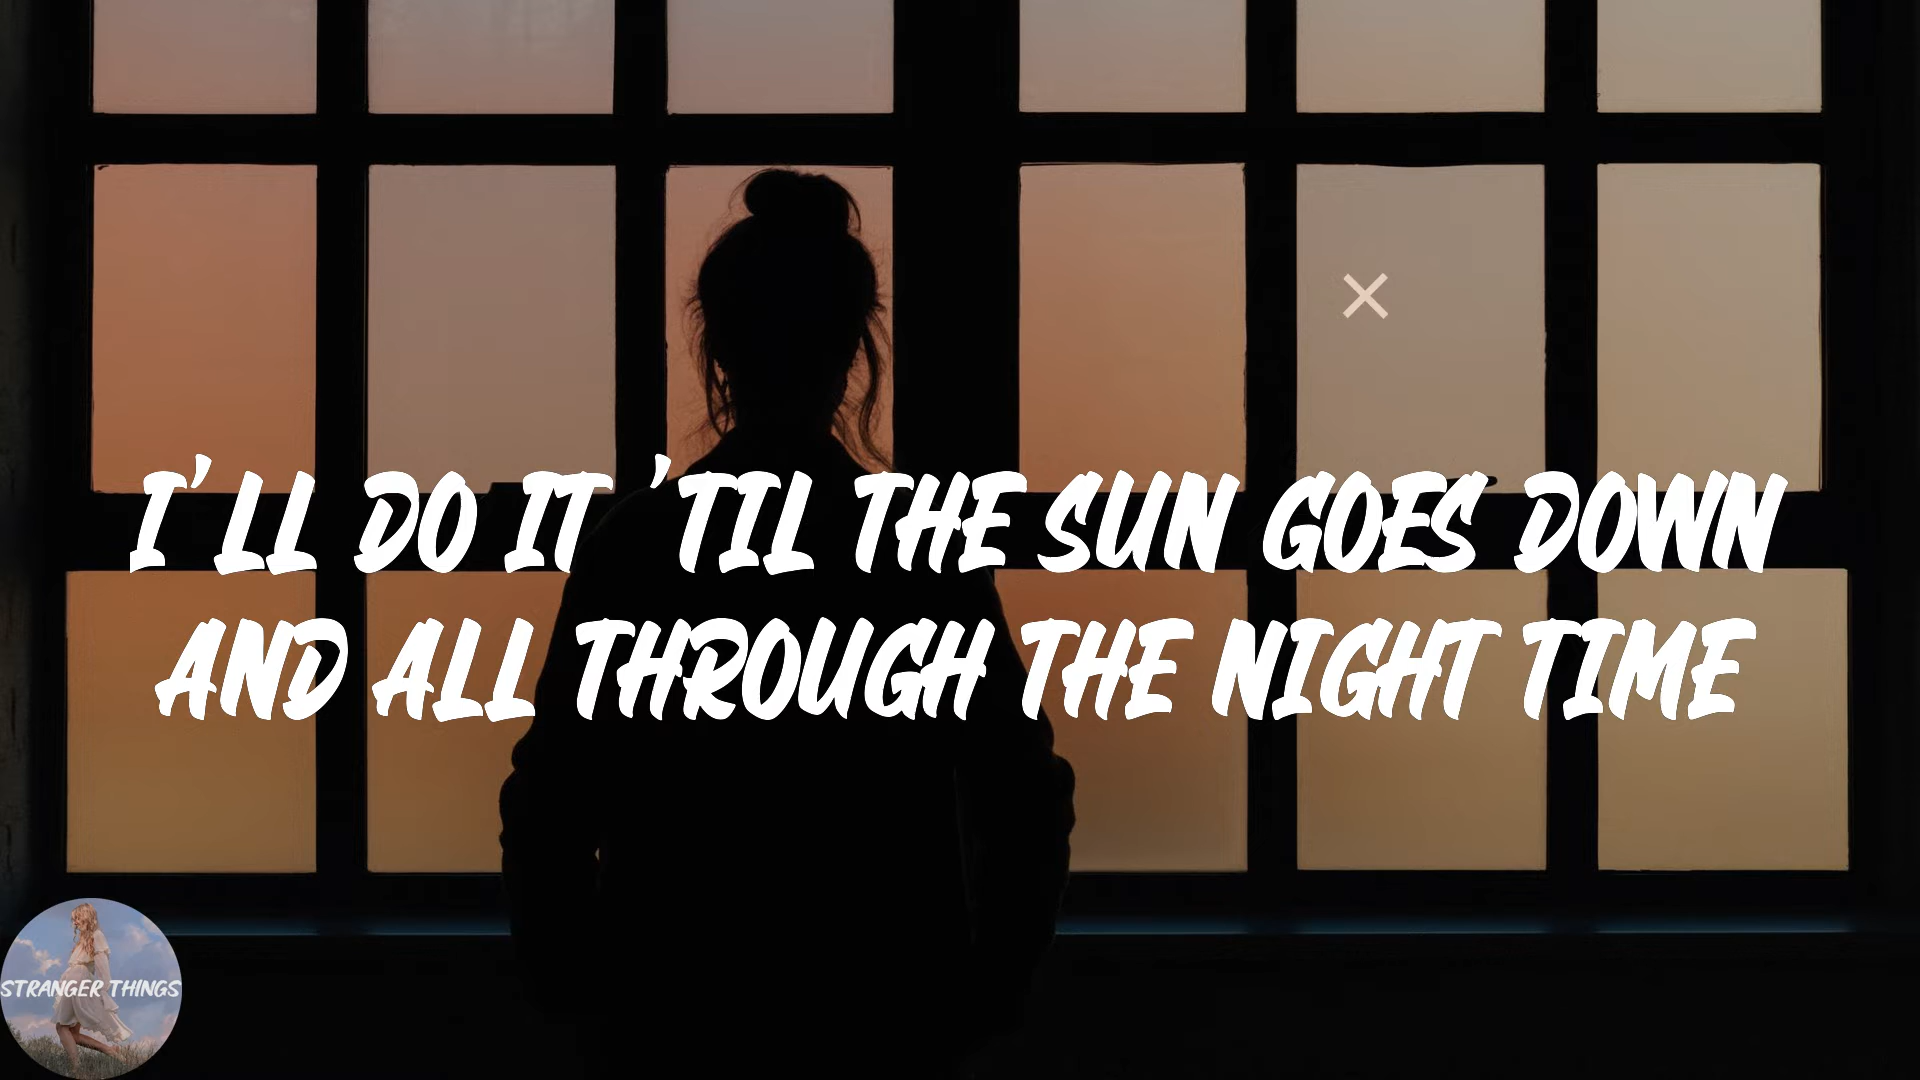 I'LL DO IT 'TIL THE SUN GOES DOWN
AND ALL THROUGH THE NIGHT TIME
STRANGER THINGS